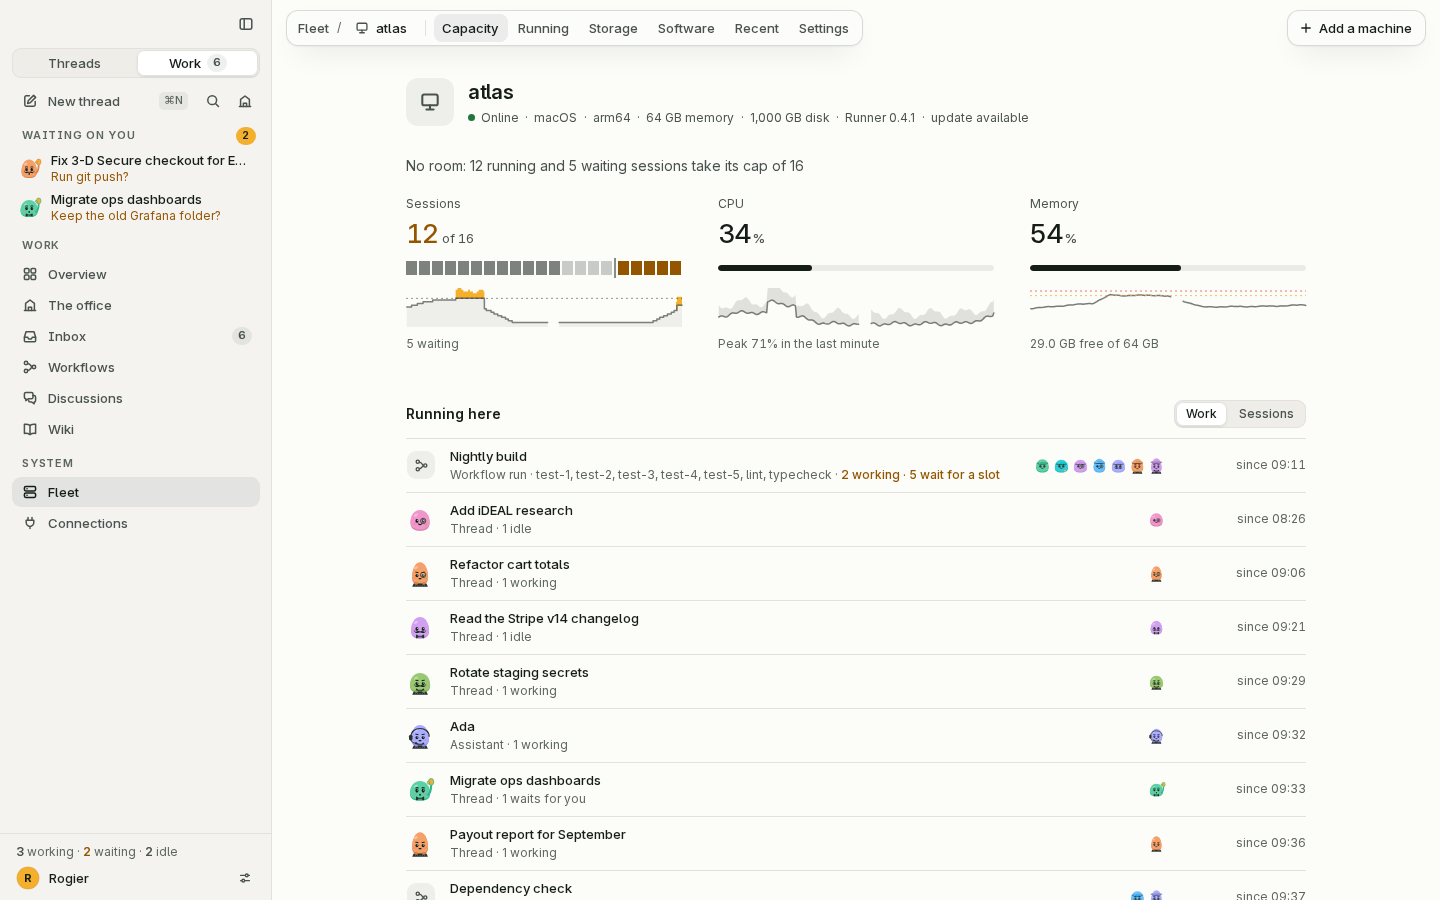 Threads
Work 6
New thread ⌘N
WAITING ON YOU 2
Fix 3-D Secure checkout for E…
Run git push?
Migrate ops dashboards
Keep the old Grafana folder?
WORK
Overview
The office
Inbox 6
Workflows
Discussions
Wiki
SYSTEM
Fleet
Connections
3 working · 2 waiting · 2 idle
R Rogier
Fleet / atlas Capacity Running Storage Software Recent Settings
Add a machine
atlas
Online · macOS · arm64 · 64 GB memory · 1,000 GB disk · Runner 0.4.1 · update available
No room: 12 running and 5 waiting sessions take its cap of 16
Sessions
12 of 16
5 waiting
CPU
34%
Peak 71% in the last minute
Memory
54%
29.0 GB free of 64 GB
Running here
Work Sessions
Nightly build
Workflow run · test-1, test-2, test-3, test-4, test-5, lint, typecheck · 2 working · 5 wait for a slot
since 09:11
Add iDEAL research
Thread · 1 idle
since 08:26
Refactor cart totals
Thread · 1 working
since 09:06
Read the Stripe v14 changelog
Thread · 1 idle
since 09:21
Rotate staging secrets
Thread · 1 working
since 09:29
Ada
Assistant · 1 working
since 09:32
Migrate ops dashboards
Thread · 1 waits for you
since 09:33
Payout report for September
Thread · 1 working
since 09:36
Dependency check
since 09:37